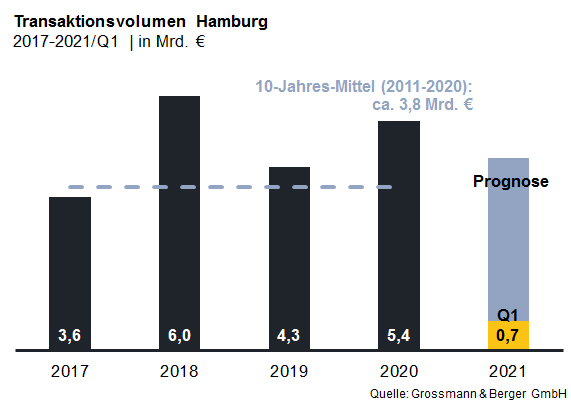 Transaktionsvolumen Hamburg
2017-2021/Q1 | in Mrd. €
10-Jahres-Mittel (2011-2020):
ca. 3,8 Mrd. €
Prognose
Q1
3,6 6,0 4,3 5,4 0,7
2017 2018 2019 2020 2021
Quelle: Grossmann & Berger GmbH